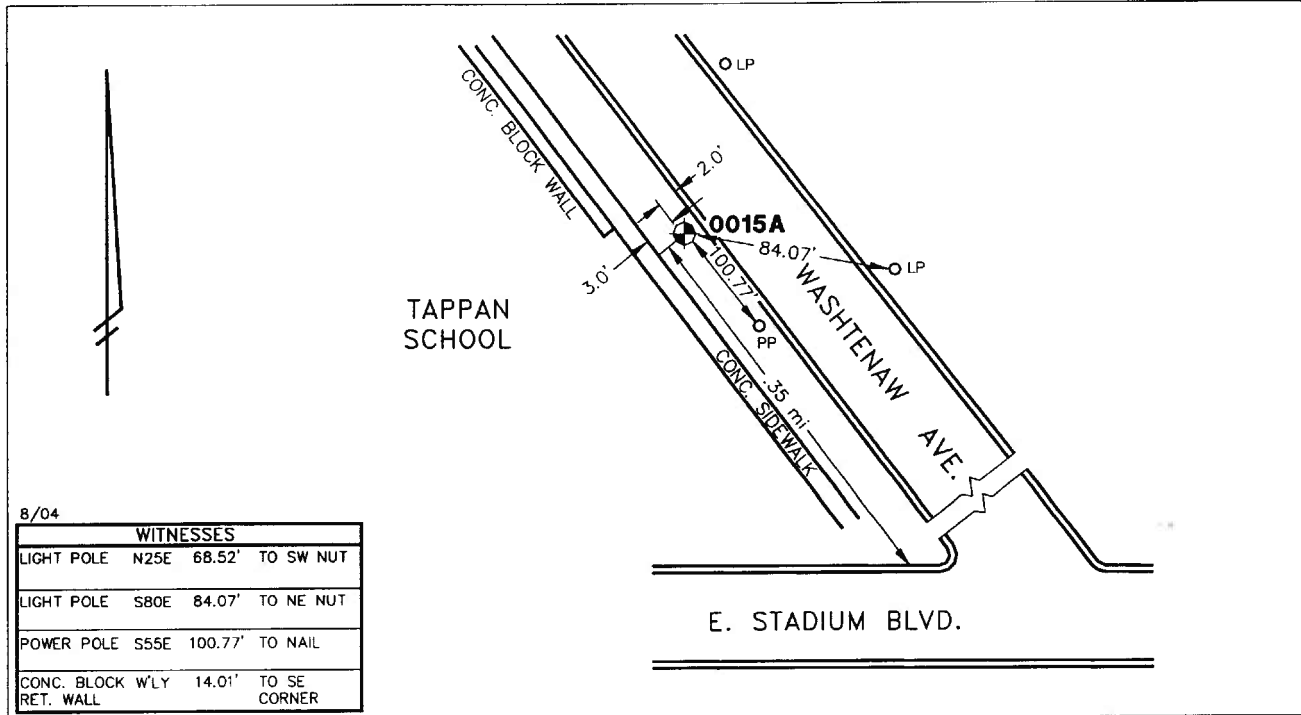 LP
CONC. BLOCK WALL
2.0'
0015A
84.07'
LP
100.77'
3.0'
WASHTENAW AVE.
TAPPAN
SCHOOL
PP
.35 mi
CONC. SIDEWALK
E. STADIUM BLVD.
8/04
WITNESSES
LIGHT POLE N25E 68.52' TO SW NUT
LIGHT POLE S80E 84.07' TO NE NUT
POWER POLE S55E 100.77' TO NAIL
CONC. BLOCK W'LY 14.01' TO SE
RET. WALL CORNER